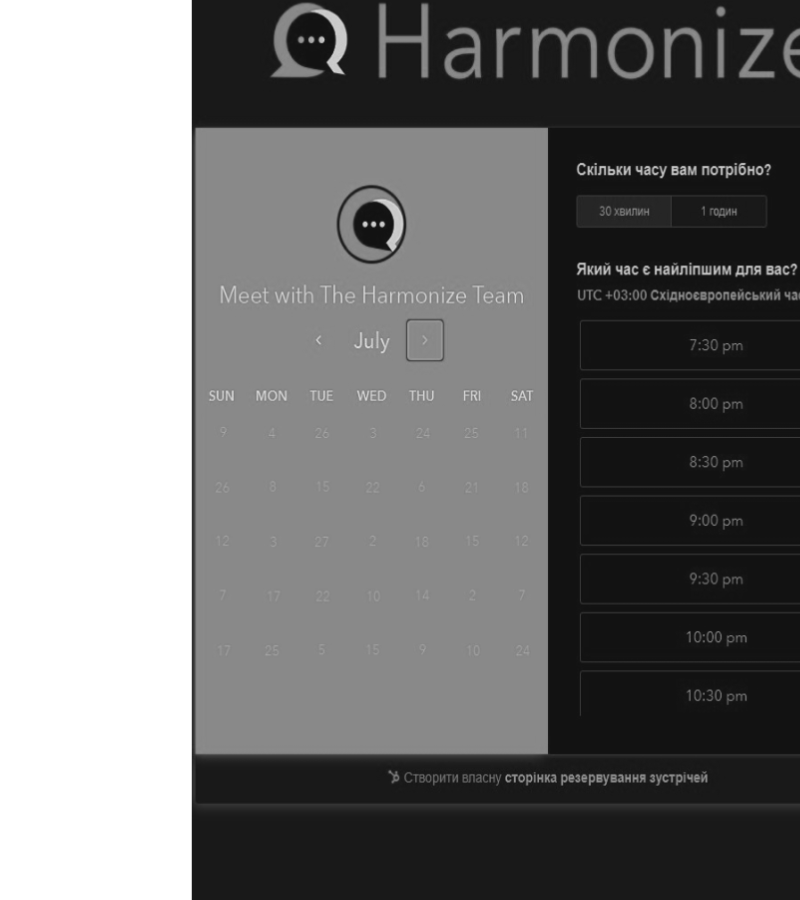 Harmonize
Meet with The Harmonize Team
‹ July ›
SUN MON TUE WED THU FRI SAT
9 4 26 3 24 25 11
26 8 15 22 6 21 18
12 3 27 2 18 15 12
7 17 22 10 14 2 7
17 25 5 15 9 10 24
Скільки часу вам потрібно?
30 хвилин 1 годин
Який час є найліпшим для вас?
UTC +03:00 Східноєвропейський час
7:30 pm
8:00 pm
8:30 pm
9:00 pm
9:30 pm
10:00 pm
10:30 pm
Створити власну сторінка резервування зустрічей